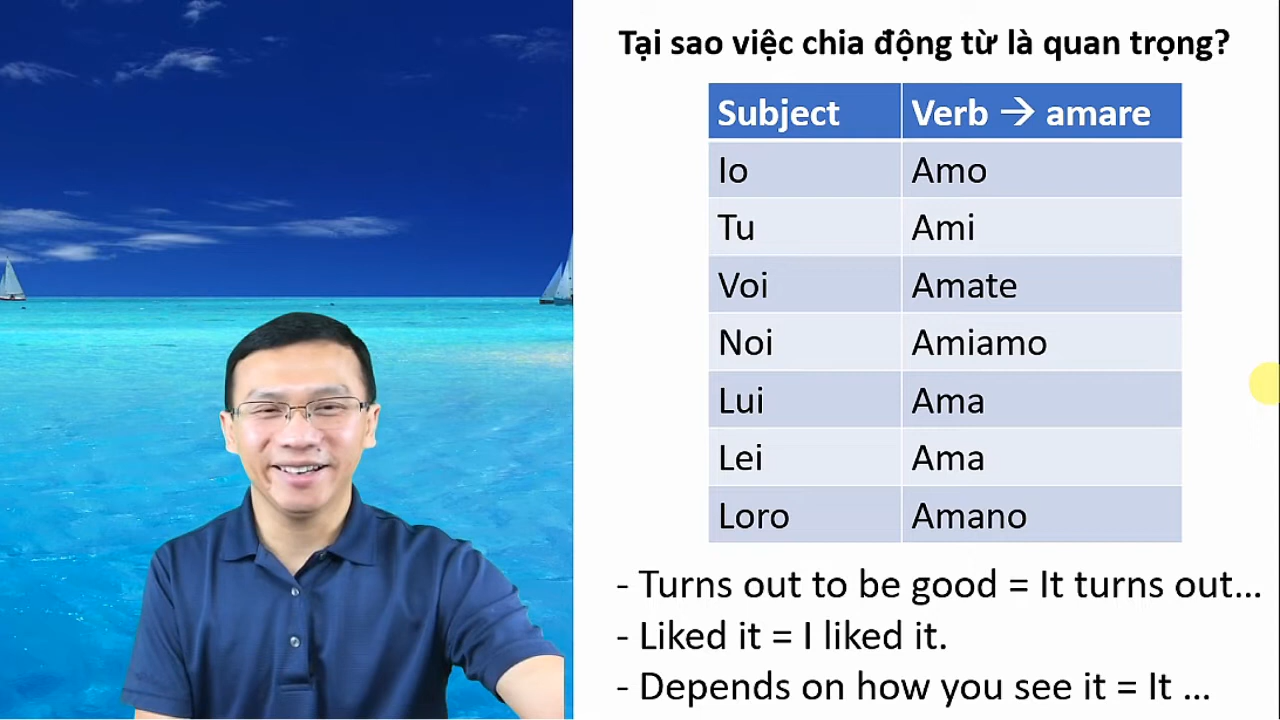 Tại sao việc chia động từ là quan trọng?
Subject Verb → amare
Io Amo
Tu Ami
Voi Amate
Noi Amiamo
Lui Ama
Lei Ama
Loro Amano
- Turns out to be good = It turns out...
- Liked it = I liked it.
- Depends on how you see it = It ...